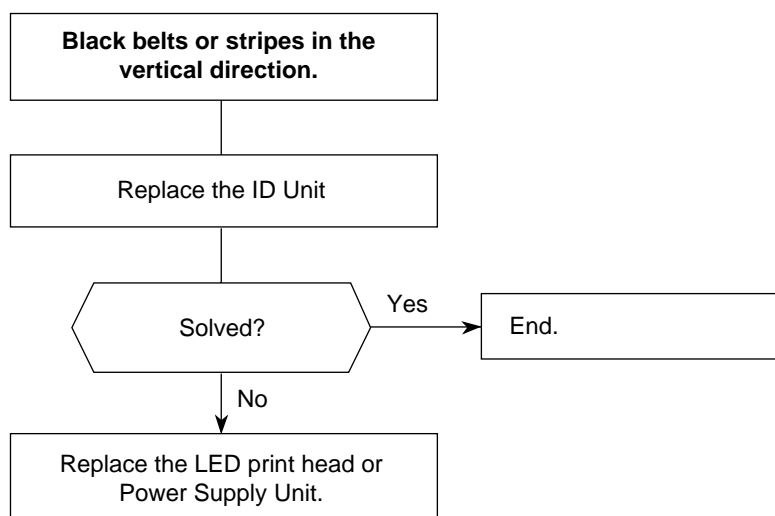 Black belts or stripes in the
vertical direction.
Replace the ID Unit
Solved?
Yes
End.
No
Replace the LED print head or
Power Supply Unit.